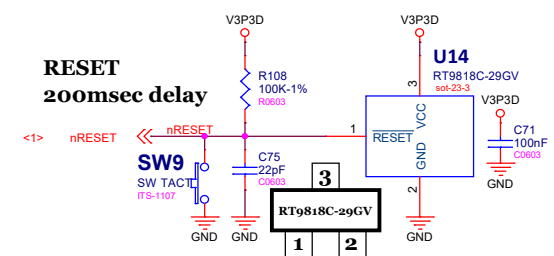 V3P3D
V3P3D
RESET
200msec delay
U14
RT9818C-29GV
sot-23-3
R108
100K-1%
R0603
3
VCC
V3P3D
<1>
nRESET
nRESET
1
RESET
GND
C71
100nF
C0603
SW9
SW TACT
ITS-1107
C75
22pF
C0603
2
3
RT9818C-29GV
1
2
GND
GND
GND
GND